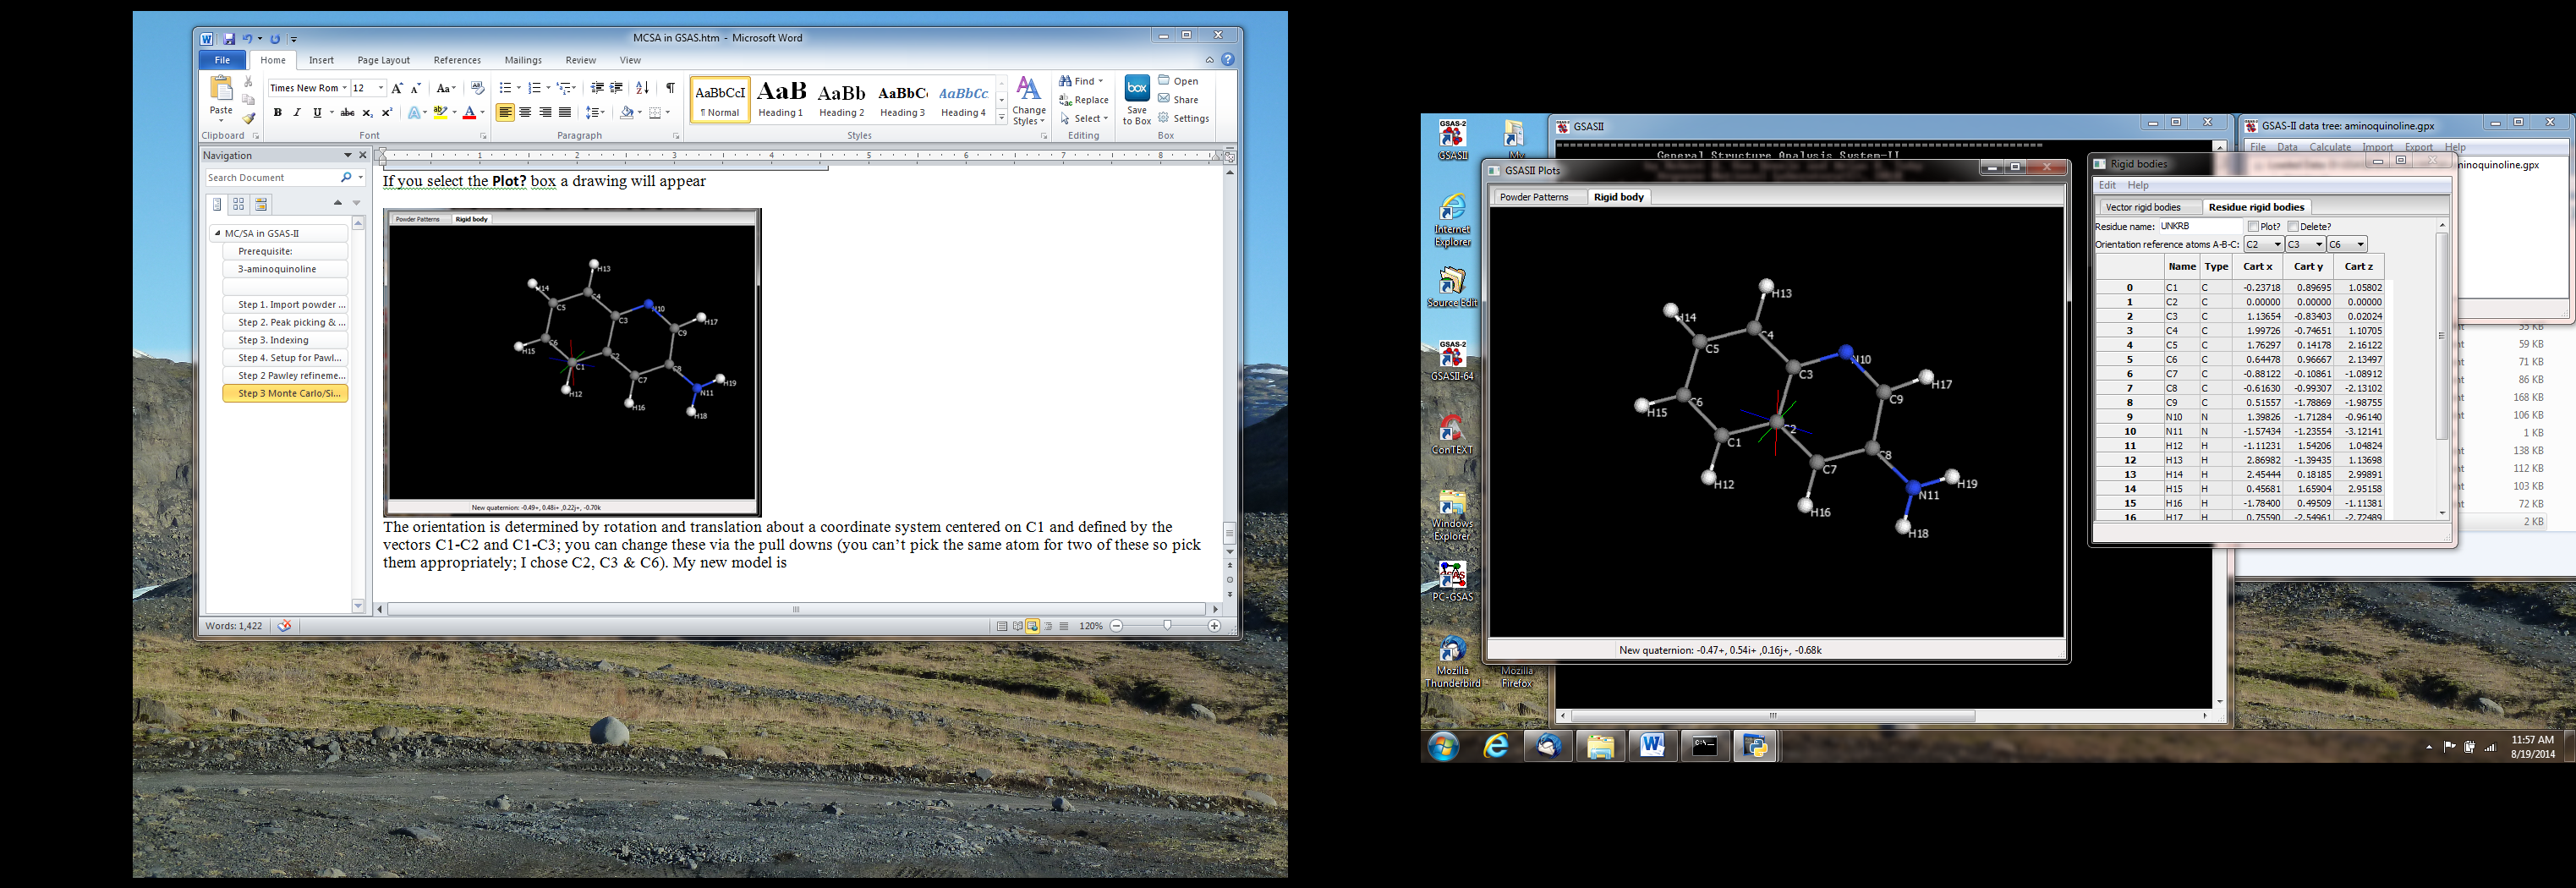 MCSA in GSAS.htm - Microsoft Word
File Home Insert Page Layout References Mailings Review View
Paste
Times New Rom 12
Clipboard Font Paragraph Styles Editing Box
AaBbCcI AaB AaBb AaBbC AaBbCc
¶ Normal Heading 1 Heading 2 Heading 3 Heading 4
Change Styles
Find
Replace
Select
box
Save to Box
Open
Share
Settings
Navigation
Search Document
MC/SA in GSAS-II
Prerequisite:
3-aminoquinoline
Step 1. Import powder ...
Step 2. Peak picking & ...
Step 3. Indexing
Step 4. Setup for Pawl...
Step 2 Pawley refineme...
Step 3 Monte Carlo/Si...
1 2 3 4 5 6 7 8
If you select the Plot? box a drawing will appear
Powder Patterns Rigid body
H13
H14
C4
C5
N10
C3
H17
C9
C6
H15
C2
C1
C8
H19
C7
H12
N11
H16
H18
New quaternion: -0.49+, 0.48i+ ,0.22j+, -0.70k
The orientation is determined by rotation and translation about a coordinate system centered on C1 and defined by the
vectors C1-C2 and C1-C3; you can change these via the pull downs (you can't pick the same atom for two of these so pick
them appropriately; I chose C2, C3 & C6). My new model is
Words: 1,422
120%
GSAS-2
GSASII
My
Internet Explorer
Source Edit
GSAS-2
GSASII-64
ConTEXT
Windows Explorer
PC-GSAS
Mozilla Thunderbird
Mozilla Firefox
GSASII
General Structure Analysis System-II
GSASII Plots
Powder Patterns Rigid body
H13
H14
C4
C5
N10
C3
H17
C9
C6
H15
C2
C1
C8
C7
H12
H19
N11
H16
H18
New quaternion: -0.47+, 0.54i+ ,0.16j+, -0.68k
GSAS-II data tree: aminoquinoline.gpx
File Data Calculate Import Export Help
minoquinoline.gpx
Rigid bodies
Edit Help
Vector rigid bodies Residue rigid bodies
Residue name: UNKRB Plot? Delete?
Orientation reference atoms A-B-C: C2 C3 C6
Name Type Cart x Cart y Cart z
0 C1 C -0.23718 0.89695 1.05802
1 C2 C 0.00000 0.00000 0.00000
2 C3 C 1.13654 -0.83403 0.02024
3 C4 C 1.99726 -0.74651 1.10705
4 C5 C 1.76297 0.14178 2.16122
5 C6 C 0.64478 0.96667 2.13497
6 C7 C -0.88122 -0.10861 -1.08912
7 C8 C -0.61630 -0.99307 -2.13102
8 C9 C 0.51557 -1.78869 -1.98755
9 N10 N 1.39826 -1.71284 -0.96140
10 N11 N -1.57434 -1.23554 -3.12141
11 H12 H -1.11231 1.54206 1.04824
12 H13 H 2.86982 -1.39435 1.13698
13 H14 H 2.45444 0.18185 2.99891
14 H15 H 0.45681 1.65904 2.95158
15 H16 H -1.78400 0.49509 -1.11381
16 H17 H 0.75590 -2.54961 -2.72489
55 KB
59 KB
71 KB
86 KB
168 KB
106 KB
1 KB
138 KB
112 KB
103 KB
72 KB
2 KB
11:57 AM
8/19/2014